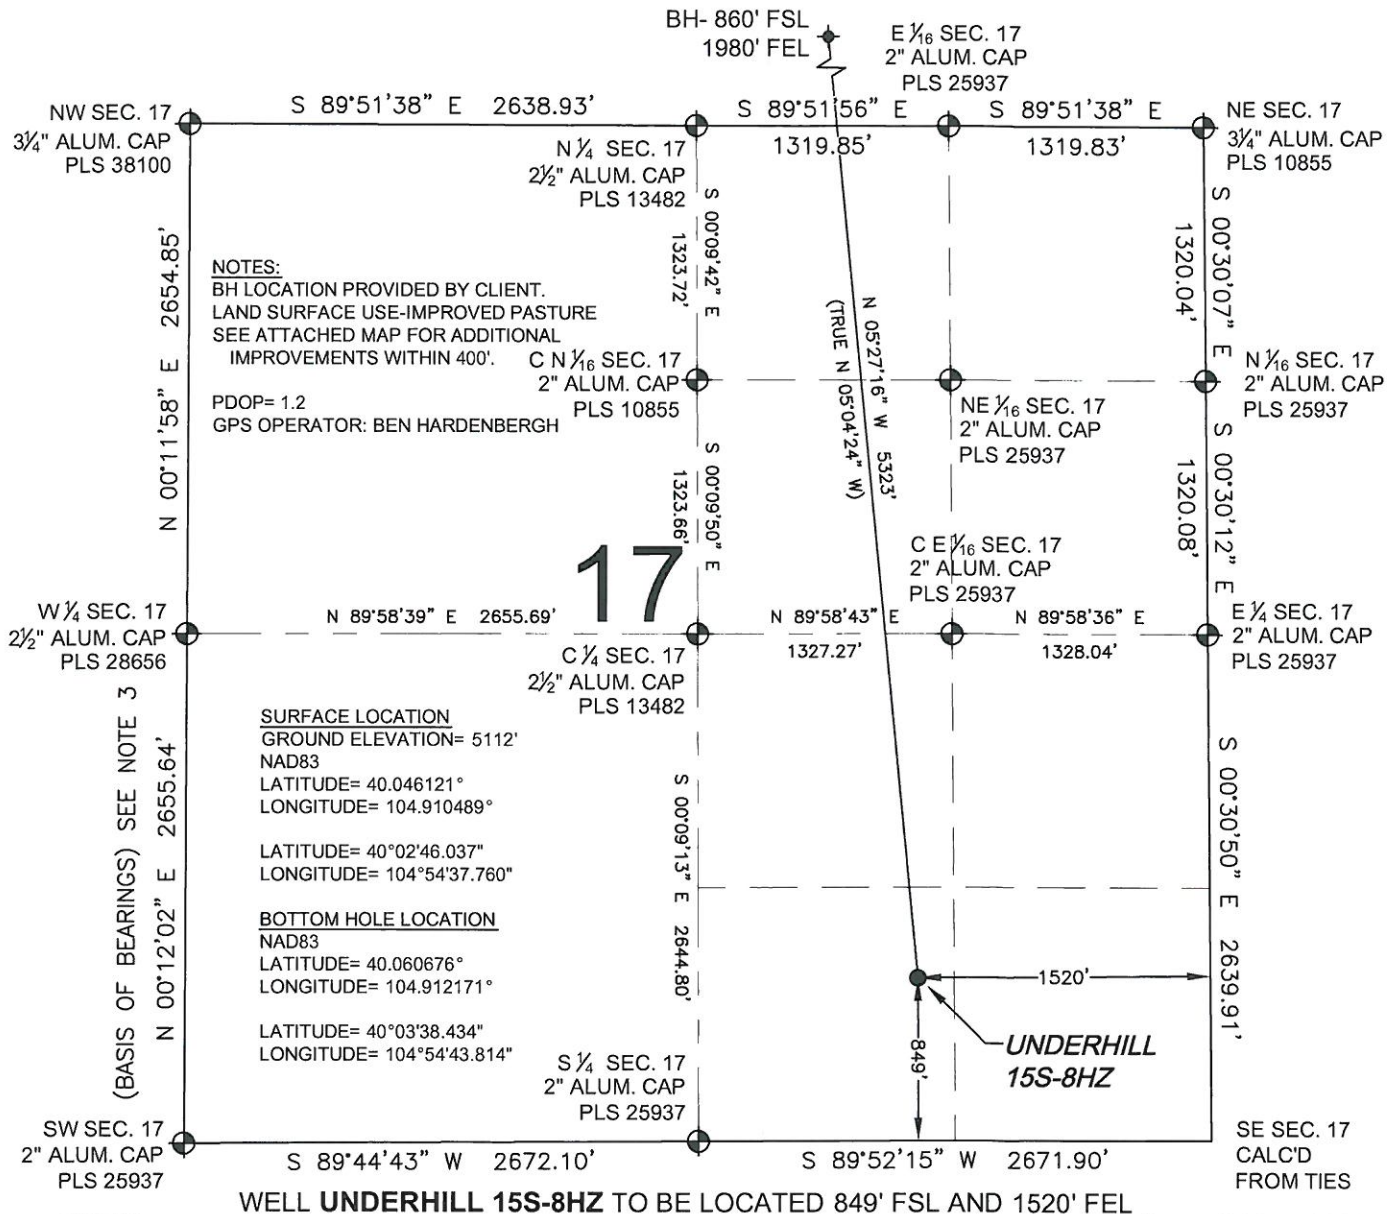 BH- 860' FSL
1980' FEL
E 1⁄16 SEC. 17
2" ALUM. CAP
PLS 25937
NW SEC. 17
3¼" ALUM. CAP
PLS 38100
S 89°51'38" E 2638.93'
S 89°51'56" E
1319.85'
S 89°51'38" E
1319.83'
NE SEC. 17
3¼" ALUM. CAP
PLS 10855
N ¼ SEC. 17
2½" ALUM. CAP
PLS 13482
N 00°11'58" E 2654.85'
NOTES:
BH LOCATION PROVIDED BY CLIENT.
LAND SURFACE USE-IMPROVED PASTURE
SEE ATTACHED MAP FOR ADDITIONAL
IMPROVEMENTS WITHIN 400'.
PDOP= 1.2
GPS OPERATOR: BEN HARDENBERGH
S 00°09'42" E
1323.72'
S 00°30'07" E
1320.04'
N 05°27'16" W 5323'
(TRUE N 05°04'24" W)
C N 1⁄16 SEC. 17
2" ALUM. CAP
PLS 10855
NE 1⁄16 SEC. 17
2" ALUM. CAP
PLS 25937
N 1⁄16 SEC. 17
2" ALUM. CAP
PLS 25937
S 00°09'50" E
1323.66'
S 00°30'12" E
1320.08'
17
C E 1⁄16 SEC. 17
2" ALUM. CAP
PLS 25937
W ¼ SEC. 17
2½" ALUM. CAP
PLS 28656
N 89°58'39" E 2655.69'
N 89°58'43" E
1327.27'
N 89°58'36" E
1328.04'
E ¼ SEC. 17
2" ALUM. CAP
PLS 25937
C ¼ SEC. 17
2½" ALUM. CAP
PLS 13482
(BASIS OF BEARINGS) SEE NOTE 3
N 00°12'02" E 2655.64'
SURFACE LOCATION
GROUND ELEVATION= 5112'
NAD83
LATITUDE= 40.046121°
LONGITUDE= 104.910489°
LATITUDE= 40°02'46.037"
LONGITUDE= 104°54'37.760"
BOTTOM HOLE LOCATION
NAD83
LATITUDE= 40.060676°
LONGITUDE= 104.912171°
LATITUDE= 40°03'38.434"
LONGITUDE= 104°54'43.814"
S 00°09'13" E 2644.80'
S 00°30'50" E 2639.91'
1520'
849'
UNDERHILL
15S-8HZ
S ¼ SEC. 17
2" ALUM. CAP
PLS 25937
SW SEC. 17
2" ALUM. CAP
PLS 25937
S 89°44'43" W 2672.10'
S 89°52'15" W 2671.90'
SE SEC. 17
CALC'D
FROM TIES
WELL UNDERHILL 15S-8HZ TO BE LOCATED 849' FSL AND 1520' FEL